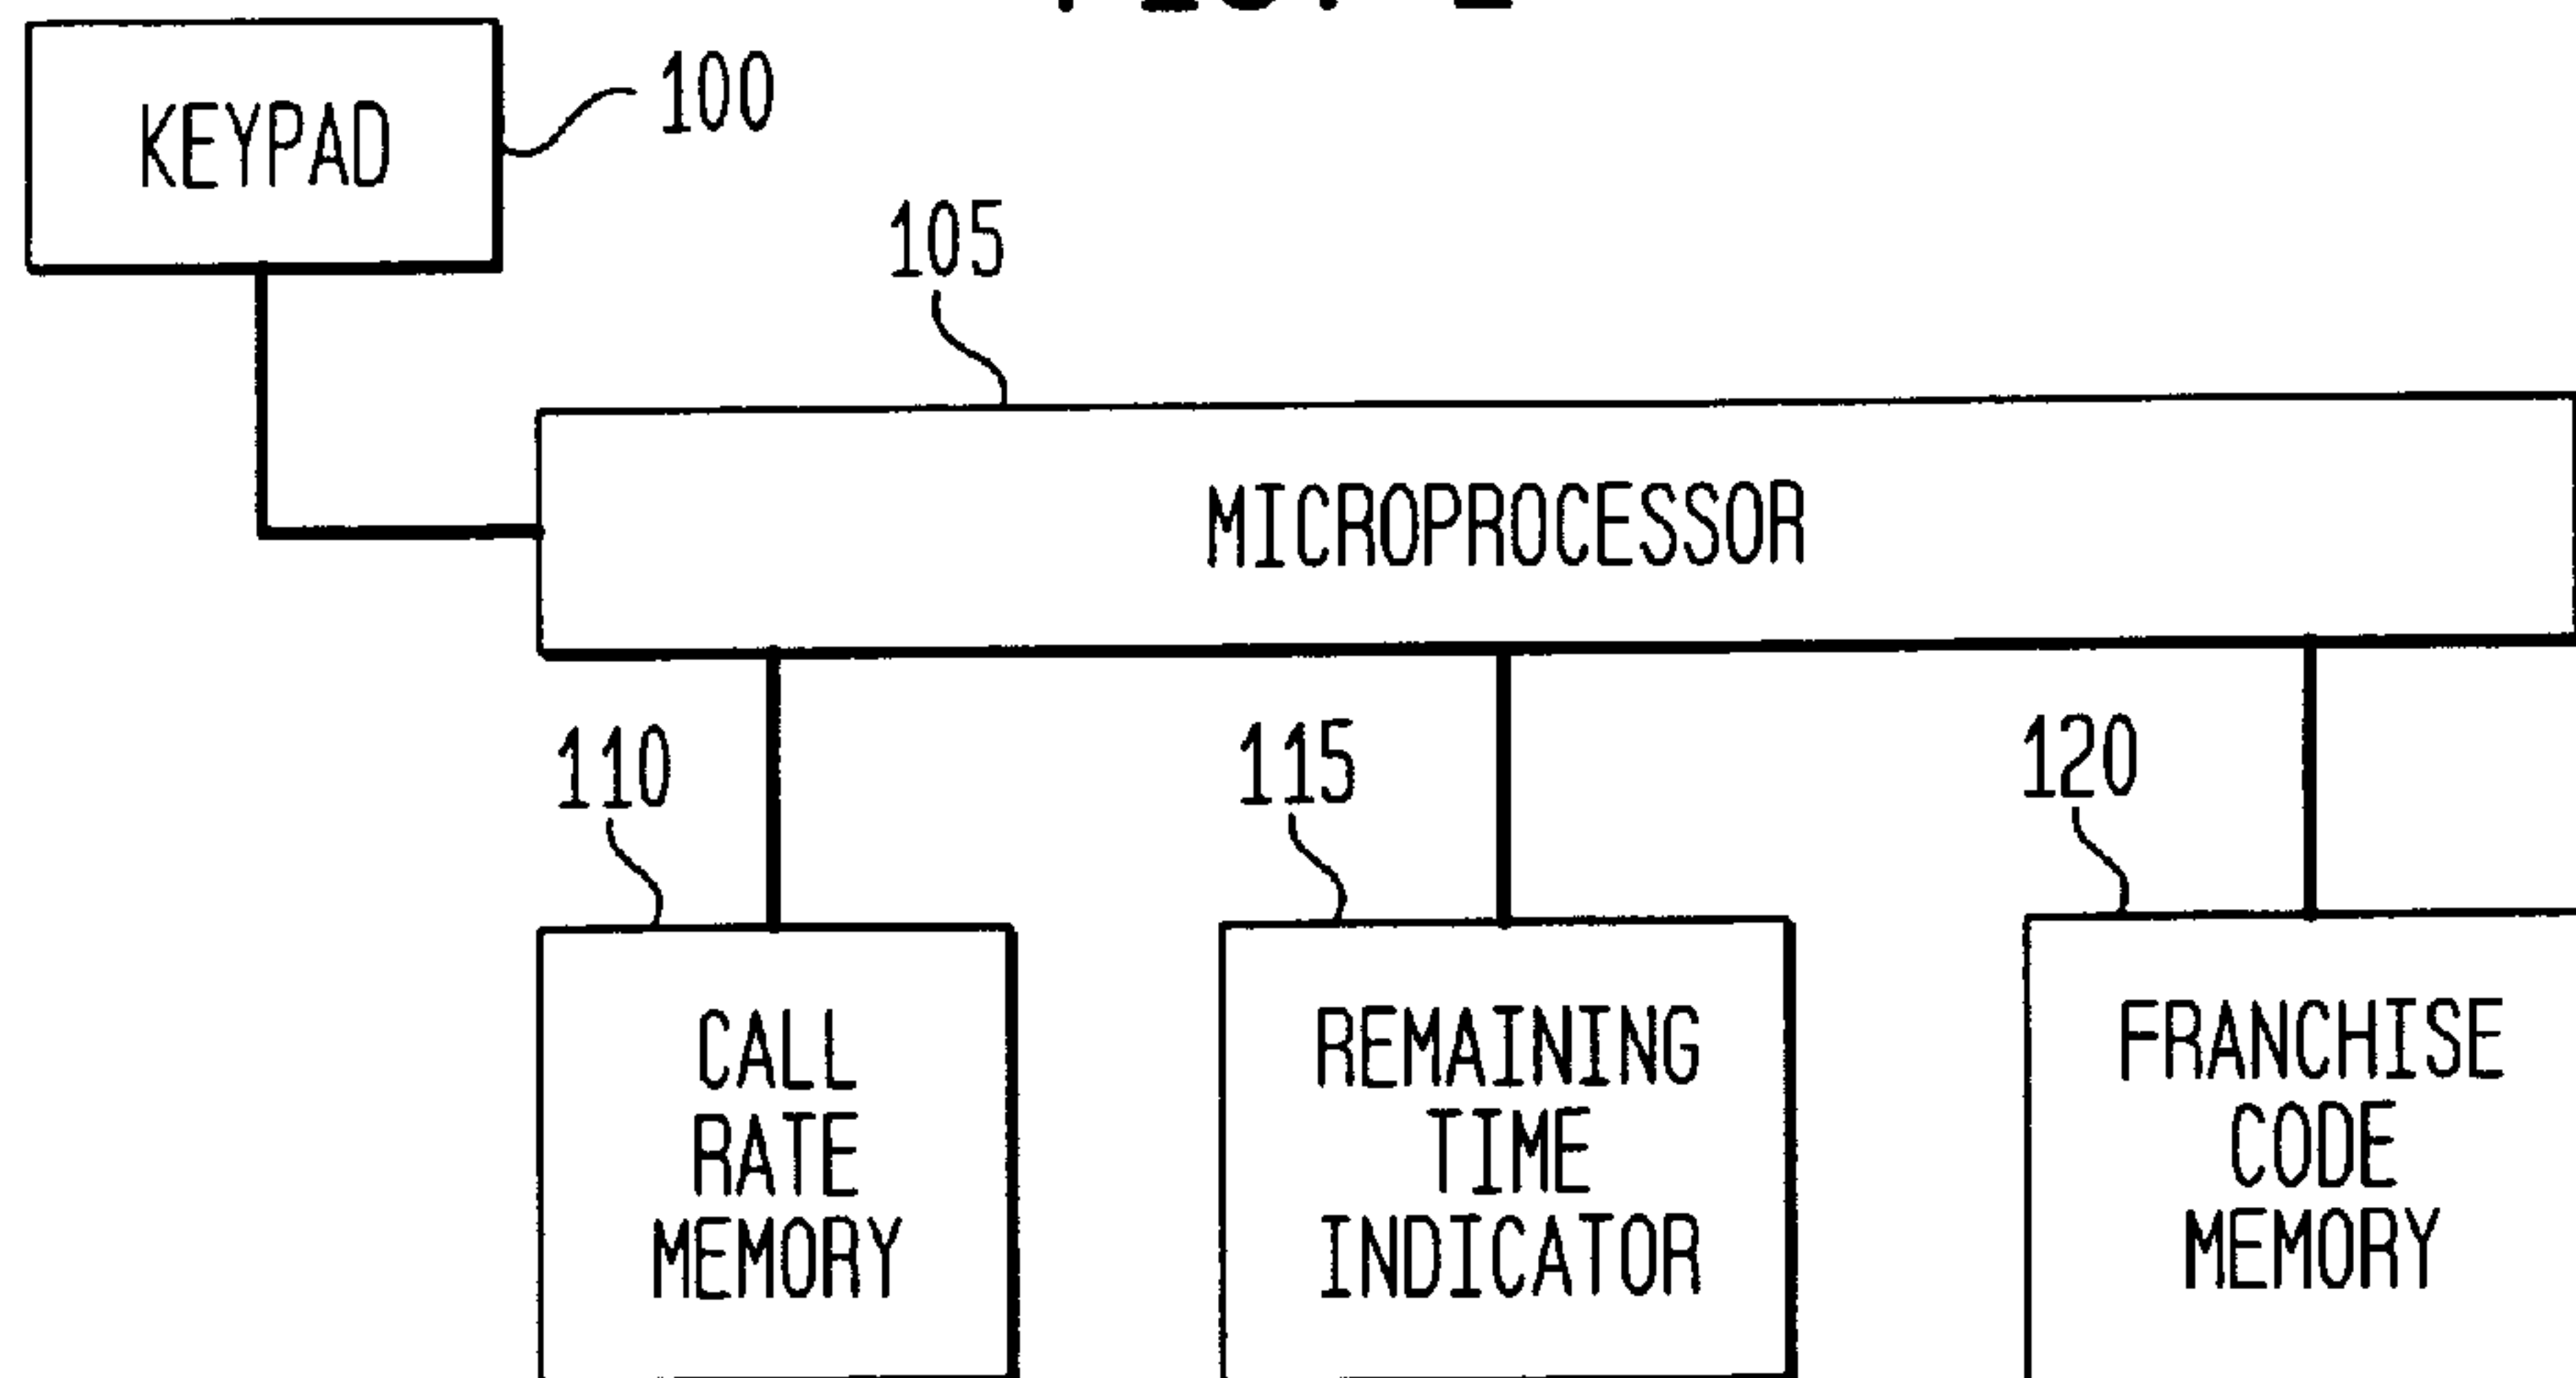 KEYPAD
100
105
MICROPROCESSOR
110
115
120
CALL
RATE
MEMORY
REMAINING
TIME
INDICATOR
FRANCHISE
CODE
MEMORY